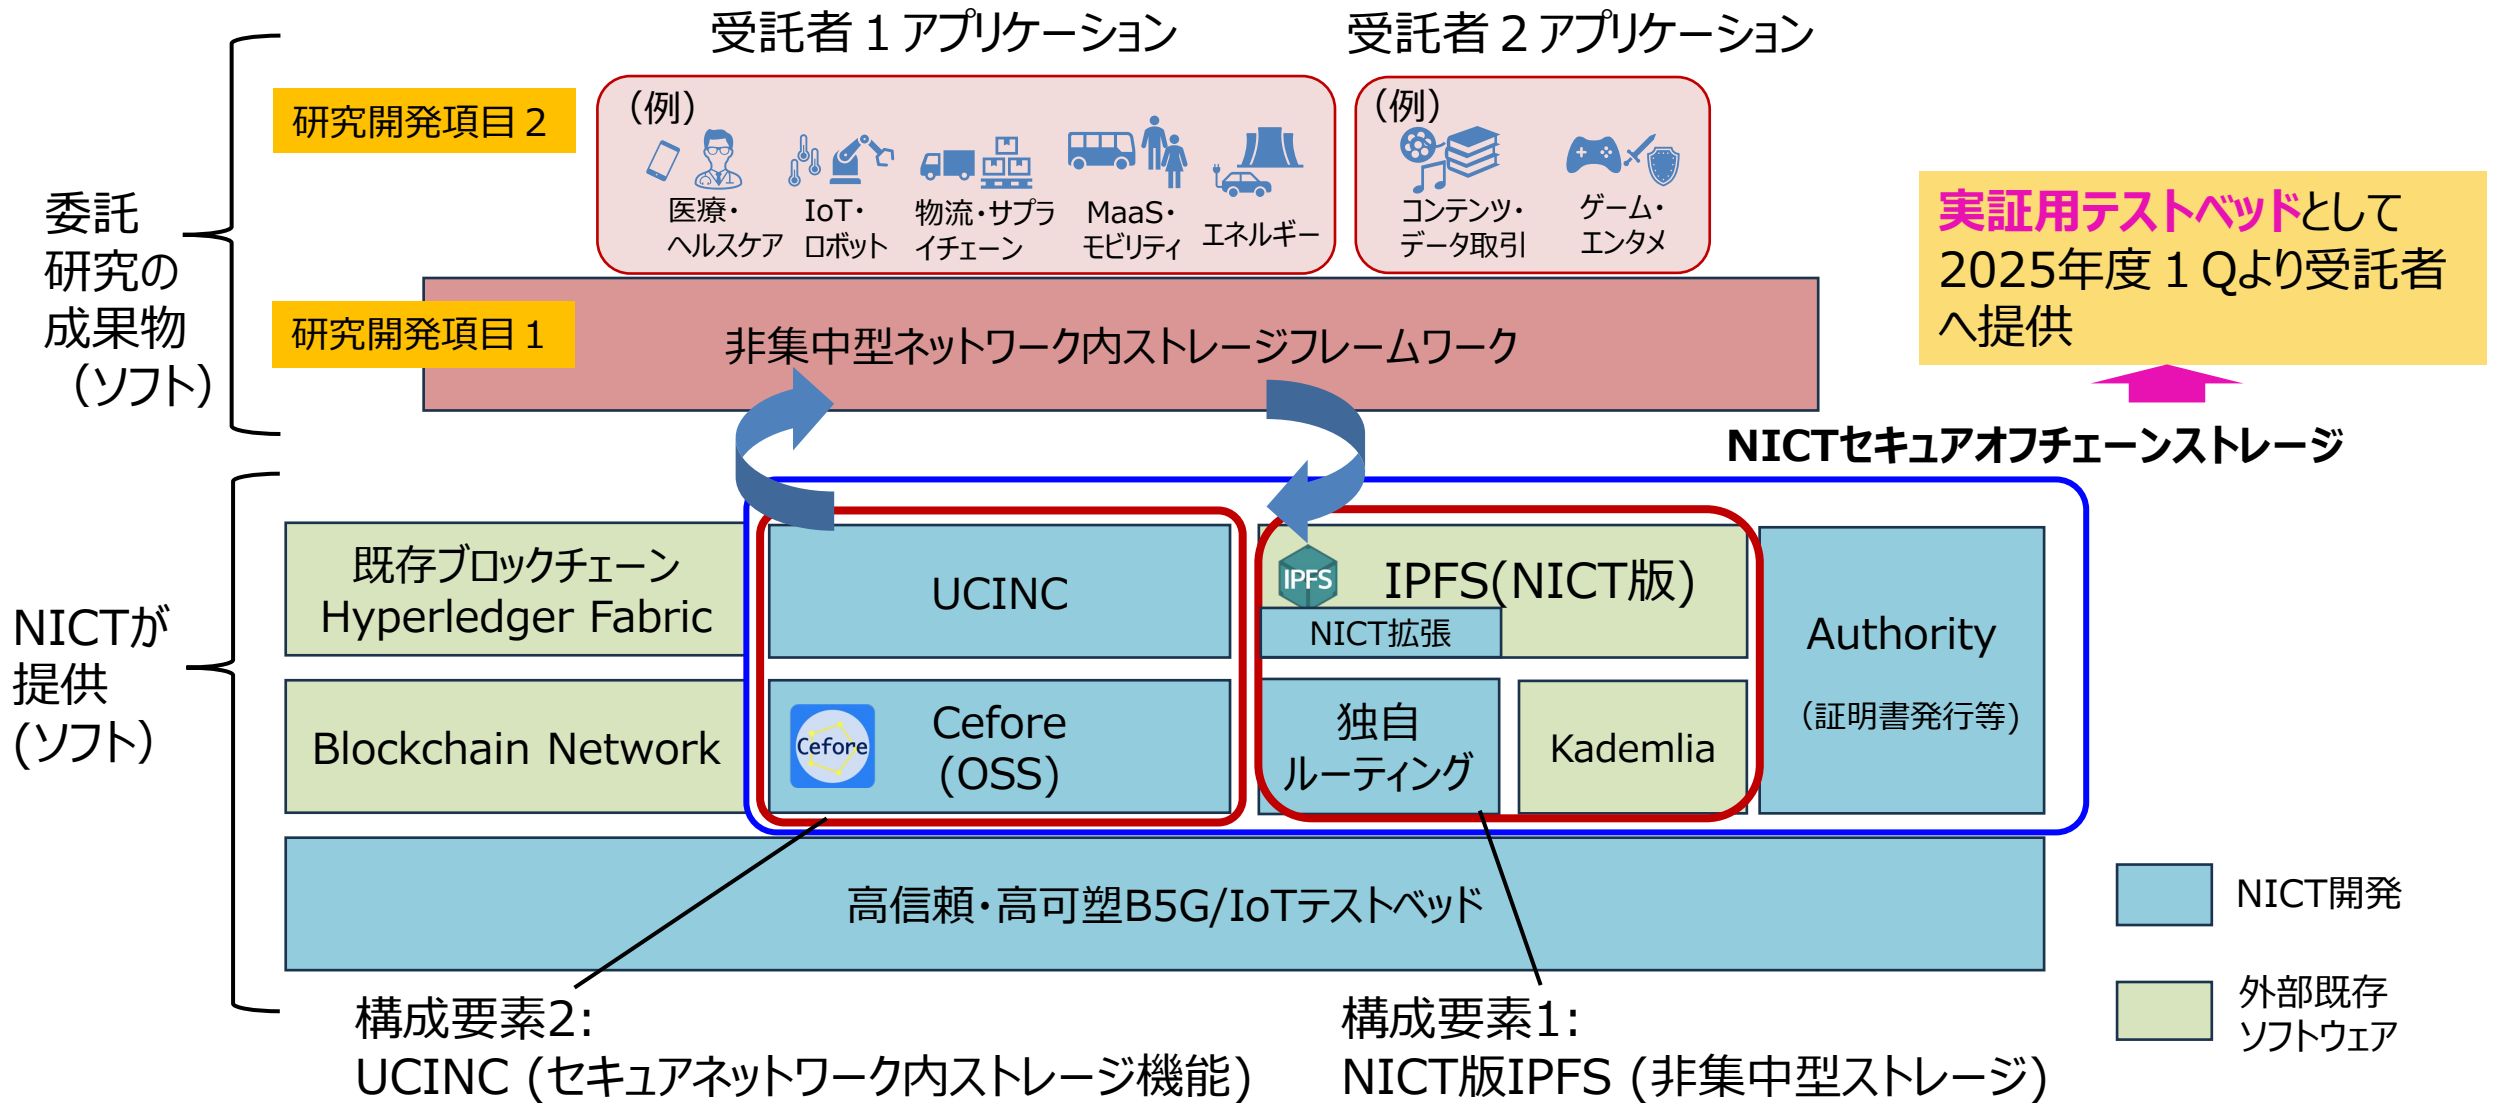 受託者１アプリケーション
受託者２アプリケーション
研究開発項目２
（例）
医療・
ヘルスケア
IoT・
ロボット
物流・サプラ
イチェーン
MaaS・
モビリティ
エネルギー
（例）
コンテンツ・
データ取引
ゲーム・
エンタメ
委託
研究の
成果物
（ソフト）
研究開発項目１
非集中型ネットワーク内ストレージフレームワーク
実証用テストベッドとして
2025年度１Qより受託者
へ提供
NICTセキュアオフチェーンストレージ
NICTが
提供
(ソフト）
既存ブロックチェーン
Hyperledger Fabric
UCINC
IPFS
IPFS(NICT版)
NICT拡張
Authority
（証明書発行等)
Blockchain Network
Cefore
Cefore
(OSS)
独自
ルーティング
Kademlia
高信頼・高可塑B5G/IoTテストベッド
NICT開発
外部既存
ソフトウェア
構成要素2:
UCINC (セキュアネットワーク内ストレージ機能)
構成要素1:
NICT版IPFS (非集中型ストレージ)